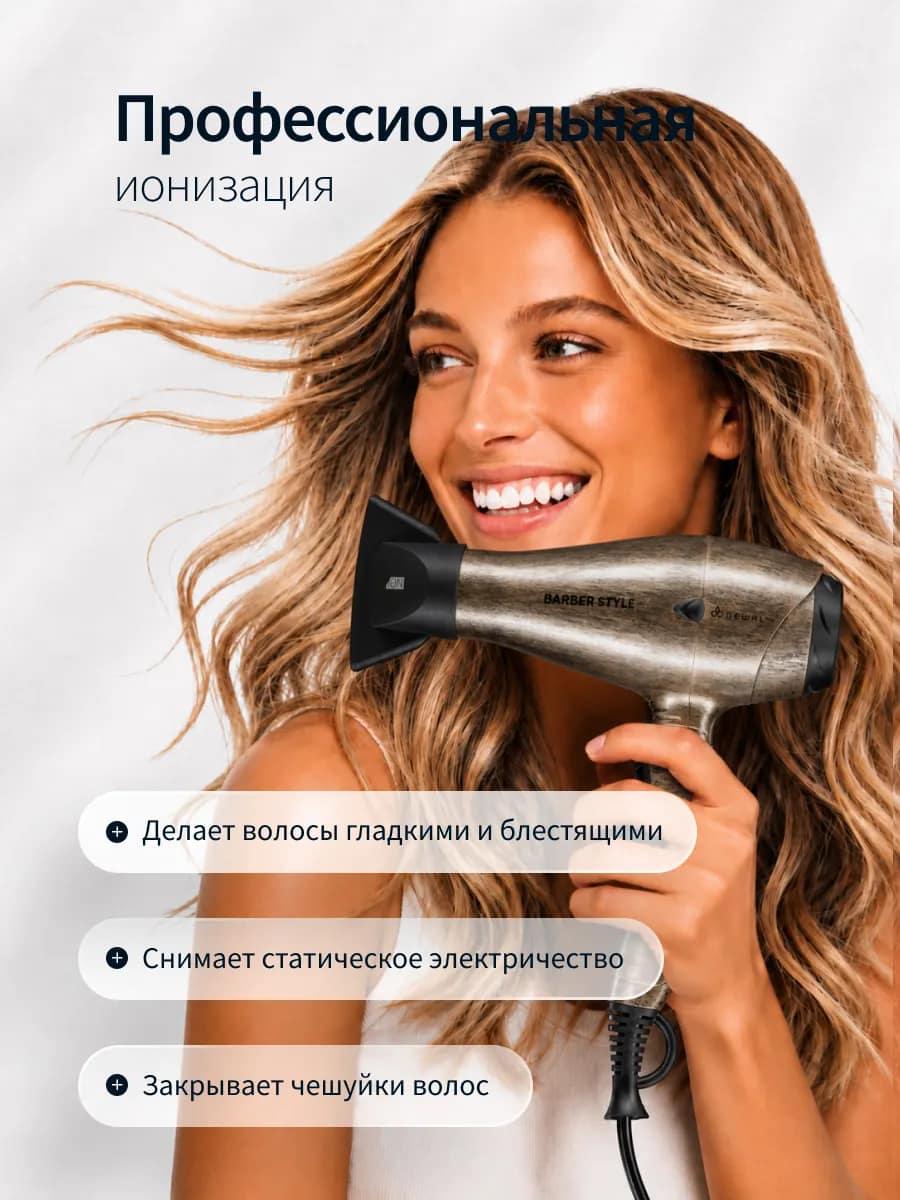 Профессиональная
ионизация
BARBER STYLE
DEWAL
Делает волосы гладкими и блестящими
Снимает статическое электричество
Закрывает чешуйки волос